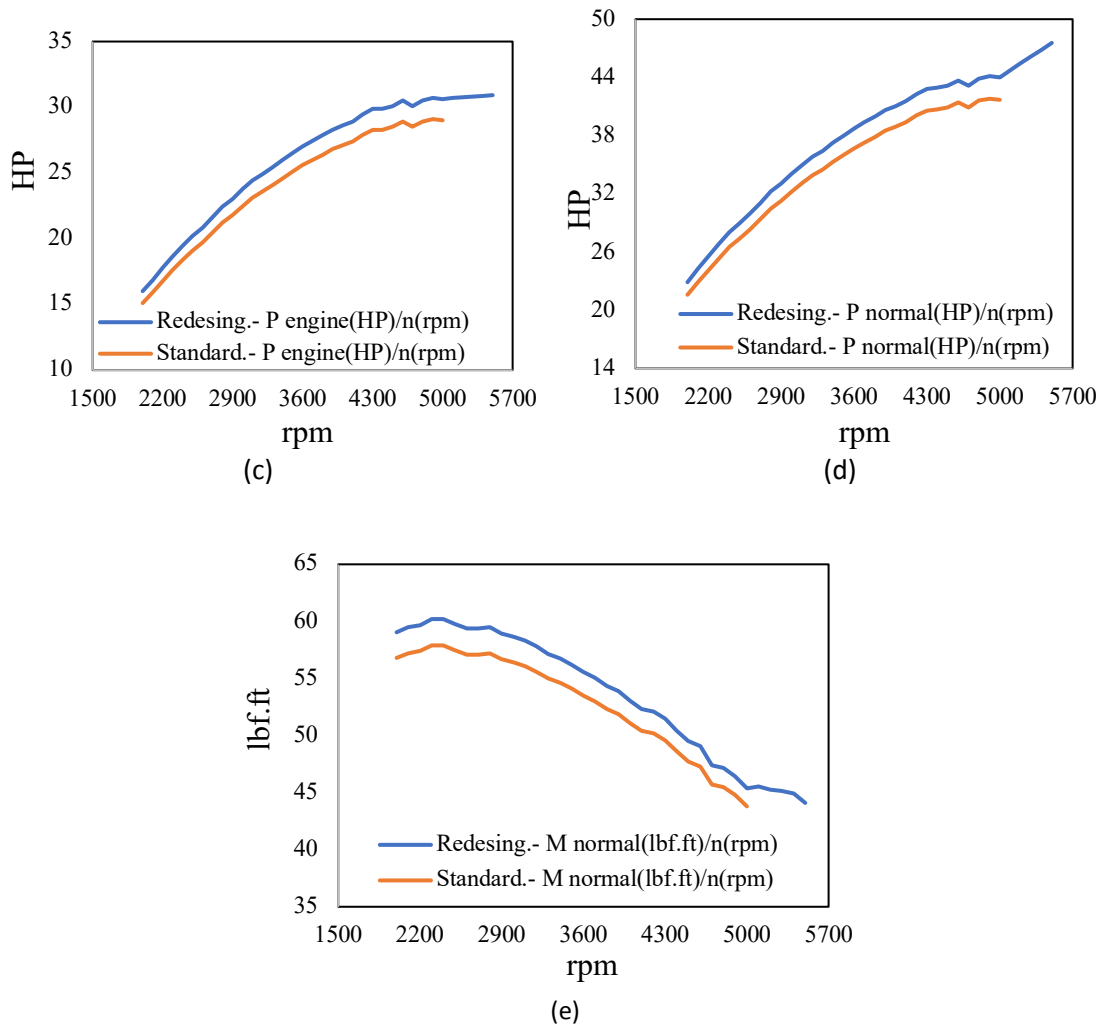 35
30
25
20
15
10
HP
Redesing.- P engine(HP)/n(rpm)
Standard.- P engine(HP)/n(rpm)
1500 2200 2900 3600 4300 5000 5700
rpm
(c)
50
44
38
32
26
20
14
HP
Redesing.- P normal(HP)/n(rpm)
Standard.- P normal(HP)/n(rpm)
1500 2200 2900 3600 4300 5000 5700
rpm
(d)
65
60
55
50
45
40
35
lbf.ft
Redesing.- M normal(lbf.ft)/n(rpm)
Standard.- M normal(lbf.ft)/n(rpm)
1500 2200 2900 3600 4300 5000 5700
rpm
(e)